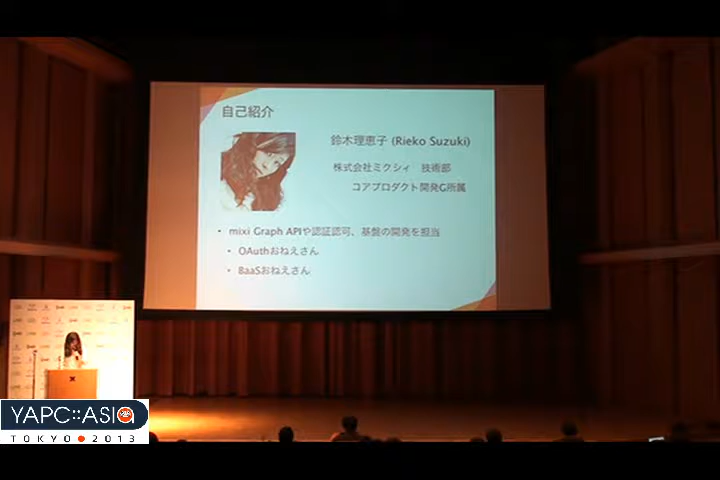 自己紹介
鈴木理恵子 (Rieko Suzuki)
株式会社ミクシィ 技術部
コアプロダクト開発G所属
・ mixi Graph APIや認証認可、基盤の開発を担当
・ OAuthおねえさん
・ BaaSおねえさん
YAPC::ASIA
TOKYO 2013